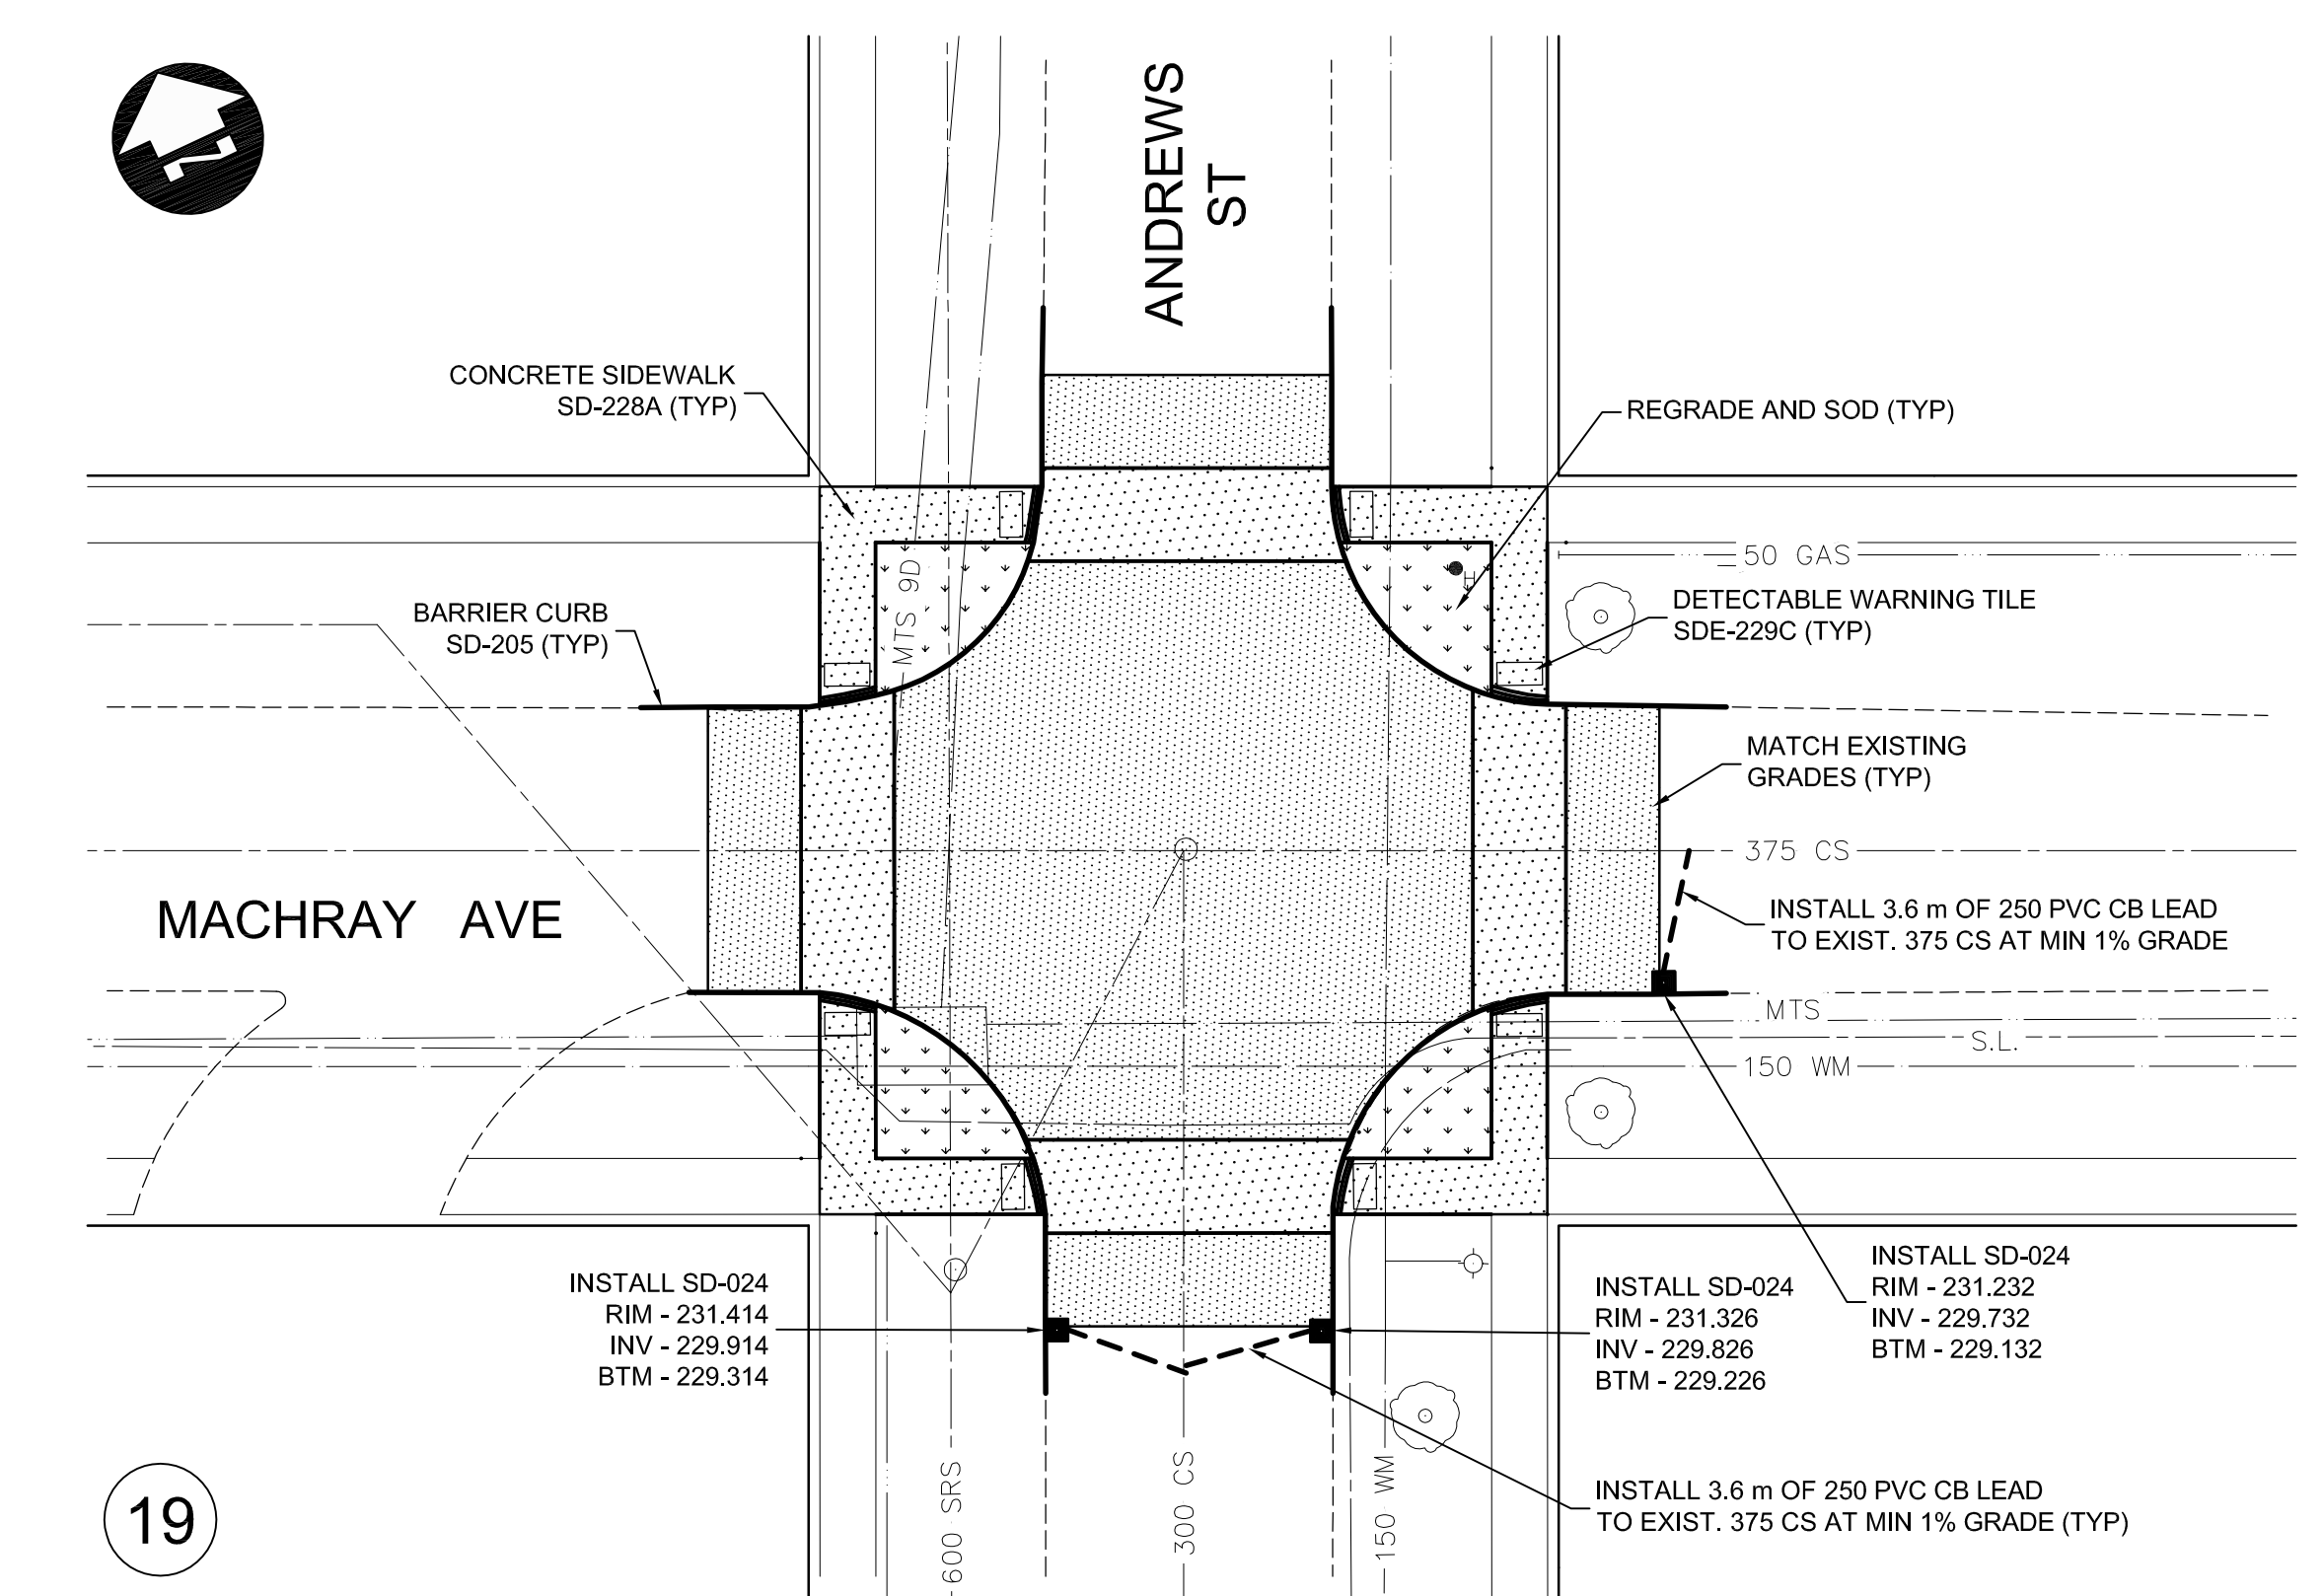 N
ANDREWS
ST
CONCRETE SIDEWALK
SD-228A (TYP)
REGRADE AND SOD (TYP)
50 GAS
H
MTS 9D
DETECTABLE WARNING TILE
SDE-229C (TYP)
BARRIER CURB
SD-205 (TYP)
MATCH EXISTING
GRADES (TYP)
375 CS
MACHRAY AVE
INSTALL 3.6 m OF 250 PVC CB LEAD
TO EXIST. 375 CS AT MIN 1% GRADE
MTS
S.L.
150 WM
INSTALL SD-024
RIM - 231.414
INV - 229.914
BTM - 229.314
INSTALL SD-024
RIM - 231.326
INV - 229.826
BTM - 229.226
INSTALL SD-024
RIM - 231.232
INV - 229.732
BTM - 229.132
600 SRS
300 CS
150 WM
INSTALL 3.6 m OF 250 PVC CB LEAD
TO EXIST. 375 CS AT MIN 1% GRADE (TYP)
19